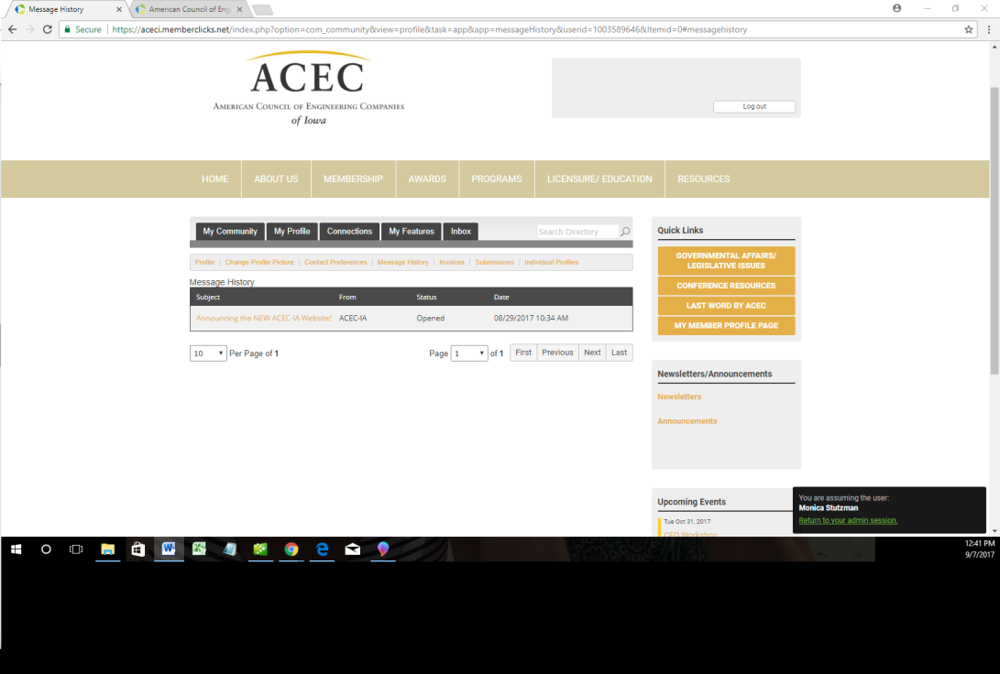 Message History
American Council of Eng
Secure
https://aceci.memberclicks.net/index.php?option=com_community&view=profile&task=app&app=messageHistory&userid=1003589646&Itemid=0#messagehistory
ACEC
American Council of Engineering Companies
of Iowa
Log out
HOME ABOUT US MEMBERSHIP AWARDS PROGRAMS LICENSURE/ EDUCATION RESOURCES
My Community My Profile Connections My Features Inbox Search Directory
Profile | Change Profile Picture | Contact Preferences | Message History | Invoices | Submissions | Individual Profiles
Message History
Subject From Status Date
Announcing the NEW ACEC-IA Website! ACEC-IA Opened 08/29/2017 10:34 AM
10 Per Page of 1 Page 1 of 1 First Previous Next Last
Quick Links
GOVERNMENTAL AFFAIRS/
LEGISLATIVE ISSUES
CONFERENCE RESOURCES
LAST WORD BY ACEC
MY MEMBER PROFILE PAGE
Newsletters/Announcements
Newsletters
Announcements
Upcoming Events
Tue Oct 31, 2017
CEO Workshop
You are assuming the user:
Monica Stutzman
Return to your admin session.
12:41 PM
9/7/2017